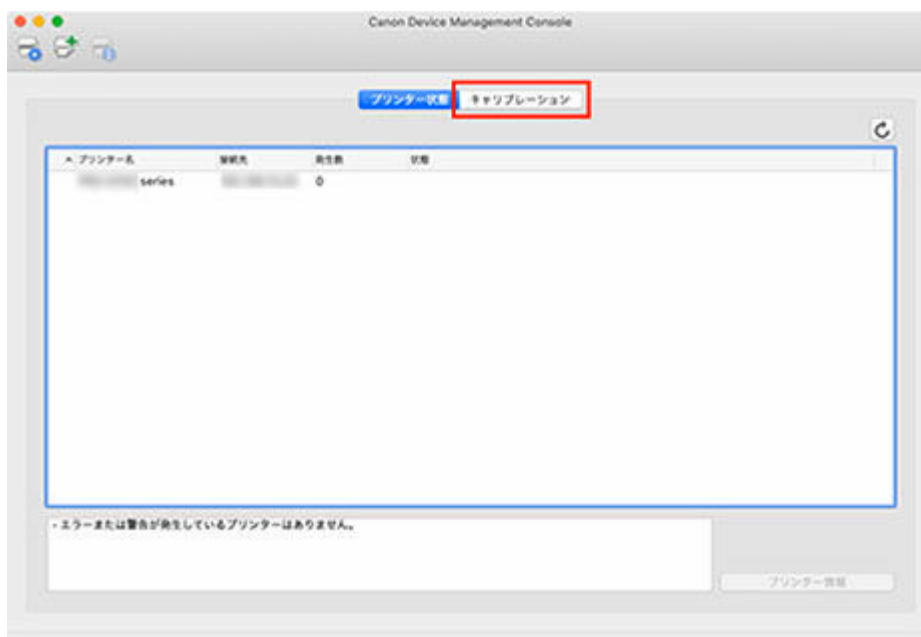 Canon Device Management Console
プリンター状態 キャリブレーション
プリンター名 接続先 発生数 状態
series 0
・エラーまたは警告が発生しているプリンターはありません。
プリンター情報